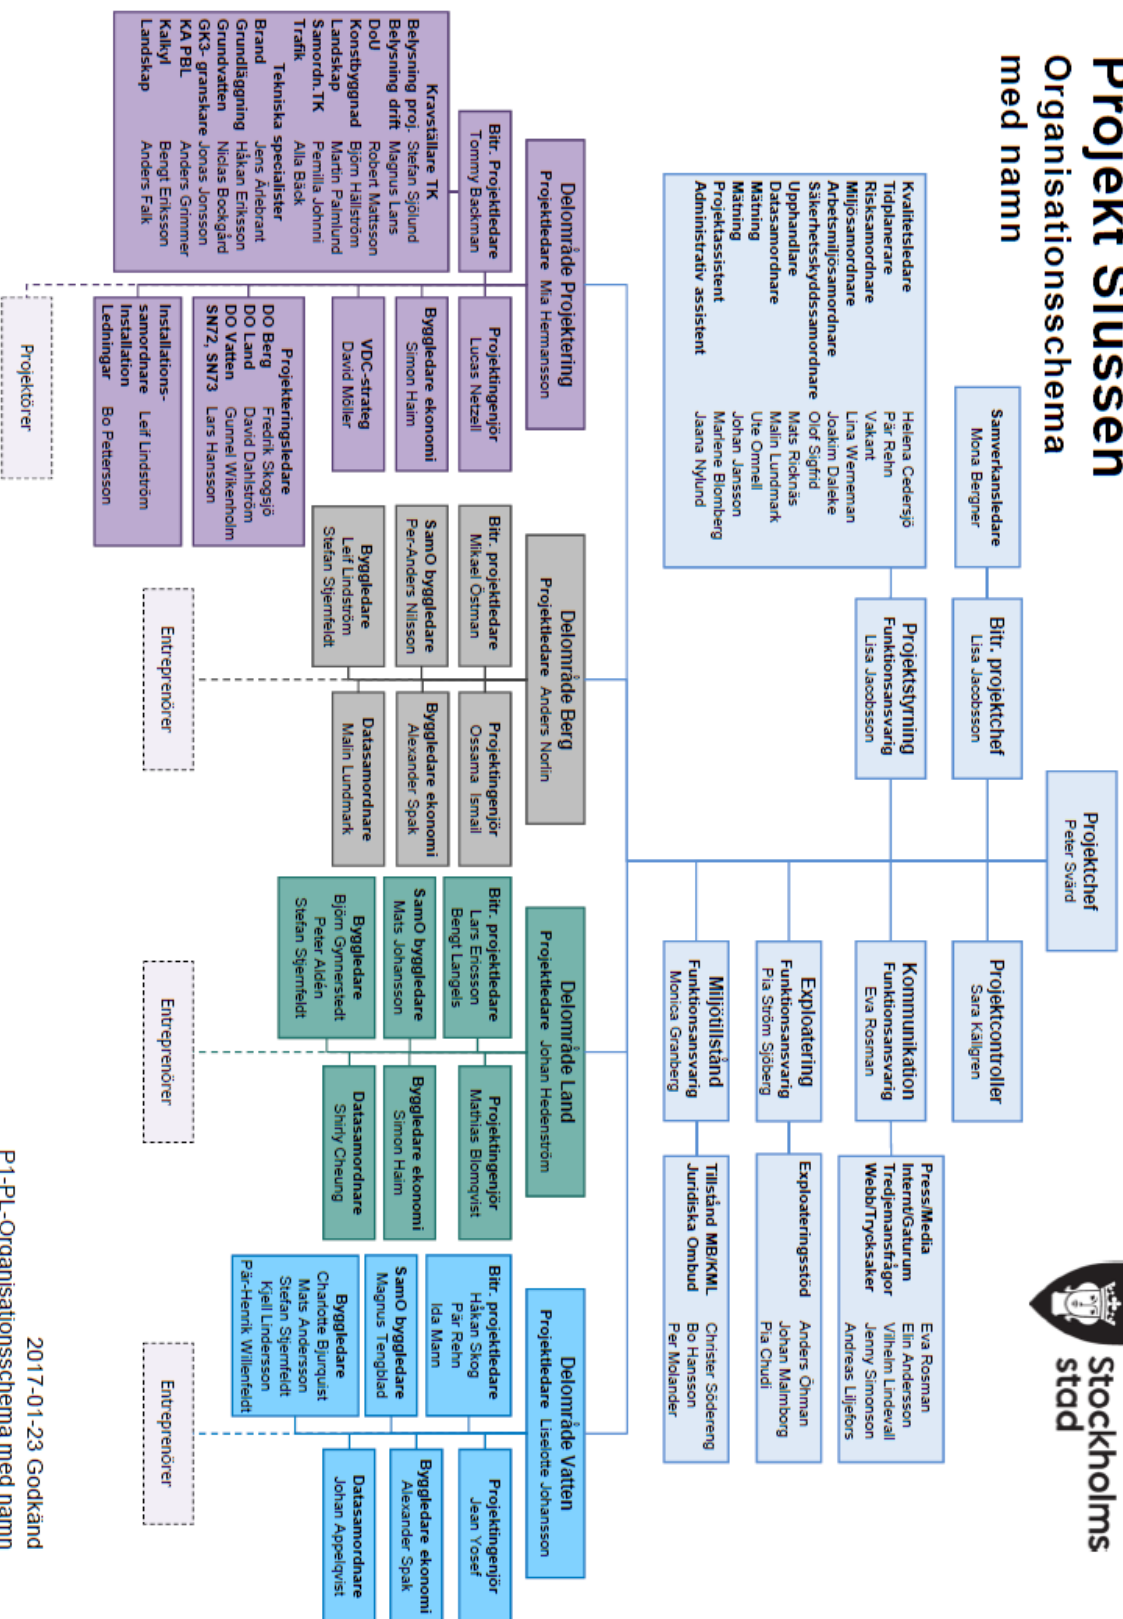 Projekt Slussen
Organisationsschema
med namn
Stockholms
stad
Projektchef
Peter Svärd
Samverkansledare
Mona Bergner
Bitr. projektchef
Lisa Jacobsson
Projektcontroller
Sara Källgren
Projektstyrning
Funktionsansvarig
Lisa Jacobsson
Kvalitetsledare Helena Cedersjö
Tidplanerare Pär Rehn
Risksamordnare Vakant
Miljösamordnare Lina Werneman
Arbetsmiljösamordnare Joakim Daleke
Säkerhetsskyddssamordnare Olof Sigfrid
Upphandlare Mats Ricknäs
Datasamordnare Malin Lundmark
Mätning Ute Omnell
Mätning Johan Jansson
Projektassistent Marlene Blomberg
Administrativ assistent Jaana Nylund
Kommunikation
Funktionsansvarig
Eva Rosman
Press/Media Eva Rosman
Internt/Gaturum Elin Andersson
Tredjemansfrågor Vilhelm Lindevall
Webb/Trycksaker Jenny Simonson
Andreas Liljefors
Exploatering
Funktionsansvarig
Pia Ström Sjöberg
Exploateringsstöd Anders Öhman
Johan Malmborg
Pia Chudi
Miljötillstånd
Funktionsansvarig
Monica Granberg
Tillstånd MB/KML Christer Södereng
Juridiska Ombud Bo Hansson
Per Molander
Delområde Projektering
Projektledare Mia Hermansson
Bitr. Projektledare
Tommy Backman
Projektingenjör
Lucas Netzell
Kravställare TK
Belysning proj. Stefan Sjölund
Belysning drift Magnus Lans
DoU Robert Mattsson
Konstbyggnad Björn Hällström
Landskap Martin Palmlund
Samordn.TK Pernilla Johnni
Trafik Alla Bäck
Tekniska specialister
Brand Jens Ärlebrant
Grundläggning Håkan Eriksson
Grundvatten Niclas Bockgård
GK3- granskare Jonas Jonsson
KA PBL Anders Grimmer
Kalkyl Bengt Eriksson
Landskap Anders Falk
Byggledare ekonomi
Simon Haim
VDC-strateg
David Möller
Projekteringsledare
DO Berg Fredrik Skogsjö
DO Land David Dahlström
DO Vatten Gunnel Wikenholm
SN72, SN73 Lars Hansson
Installations-
samordnare Leif Lindström
Installation
Ledningar Bo Pettersson
Projektörer
Delområde Berg
Projektledare Anders Norlin
Bitr. projektledare
Mikael Östman
Projektingenjör
Ossama Ismail
SamO byggledare
Per-Anders Nilsson
Byggledare ekonomi
Alexander Spak
Byggledare
Leif Lindström
Stefan Stjernfeldt
Datasamordnare
Malin Lundmark
Entreprenörer
Delområde Land
Projektledare Johan Hedenström
Bitr. projektledare
Lars Ericsson
Bengt Langels
Projektingenjör
Mathias Blomqvist
SamO byggledare
Mats Johansson
Byggledare ekonomi
Simon Haim
Byggledare
Björn Gynnerstedt
Peter Aldén
Stefan Stjernfeldt
Datasamordnare
Shirly Cheung
Entreprenörer
Delområde Vatten
Projektledare Liselotte Johansson
Bitr. projektledare
Håkan Skog
Pär Rehn
Ida Mann
Projektingenjör
Jean Yosef
SamO byggledare
Magnus Tengblad
Byggledare ekonomi
Alexander Spak
Byggledare
Charlotte Bjurquist
Mats Andersson
Stefan Stjernfeldt
Kjell Lindersson
Pär-Henrik Willenfeldt
Datasamordnare
Johan Appelqvist
Entreprenörer
2017-01-23 Godkänd
P1-PL-Organisationsschema med namn